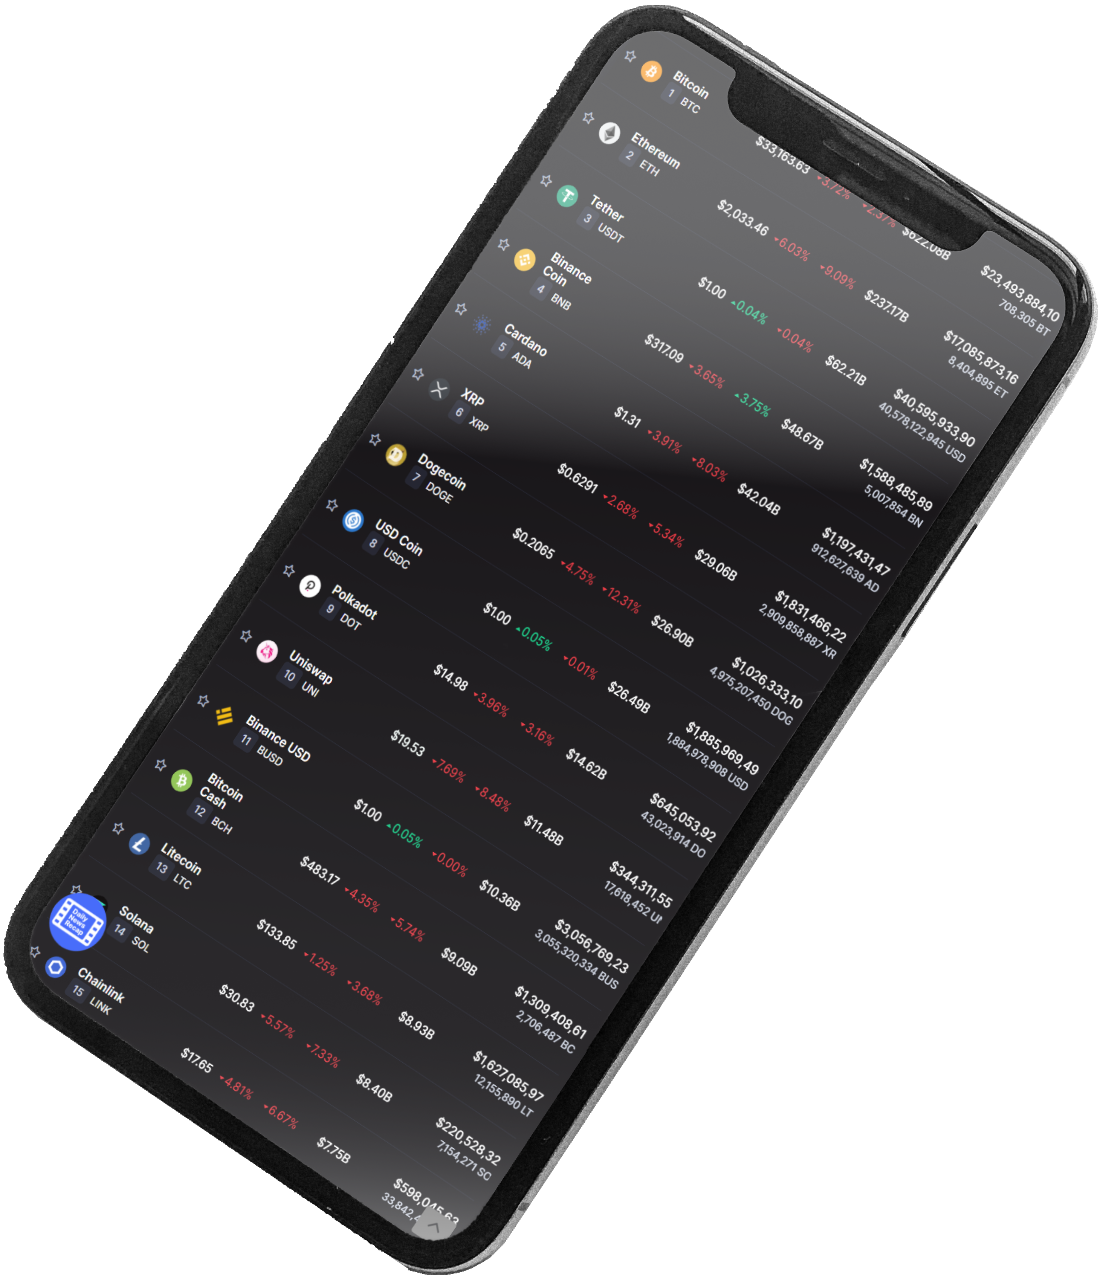 Bitcoin
1 BTC
$33,163.63 3.72% 2.37% $622.08B
$23,493,884,10
708,305 BT
Ethereum
2 ETH
$2,033.46 6.03% 9.09% $237.17B
$17,085,873,16
8,404,895 ET
Tether
3 USDT
$1.00 0.04% 0.04% $62.21B
$40,595,933,90
40,578,122,945 USD
Binance
Coin
4 BNB
$317.09 3.65% 3.75% $48.67B
$1,588,485,89
5,007,854 BN
Cardano
5 ADA
$1.31 3.91% 8.03% $42.04B
$1,197,431,47
912,627,639 AD
XRP
6 XRP
$0.6291 2.68% 5.34% $29.06B
$1,831,466,22
2,909,858,887 XR
Dogecoin
7 DOGE
$0.2065 4.75% 12.31% $26.90B
$1,026,333,10
4,975,207,450 DOG
USD Coin
8 USDC
$1.00 0.05% 0.01% $26.49B
$1,885,969,49
1,884,978,908 USD
Polkadot
9 DOT
$14.98 3.96% 3.16% $14.62B
$645,053,92
43,023,914 DO
Uniswap
10 UNI
$19.53 7.69% 8.48% $11.48B
$344,311,55
17,618,452 UN
Binance USD
11 BUSD
$1.00 0.05% 0.00% $10.36B
$3,056,769,23
3,055,320,334 BUS
Bitcoin
Cash
12 BCH
$483.17 4.35% 5.74% $9.09B
$1,309,408,61
2,706,487 BC
Litecoin
13 LTC
$133.85 1.25% 3.68% $8.93B
$1,627,085,97
12,155,890 LT
Daily
News
Recap
Solana
14 SOL
$30.83 5.57% 7.33% $8.40B
$220,528,32
7,154,271 SO
Chainlink
15 LINK
$17.65 4.81% 6.67% $7.75B
$598,045,63
33,842,